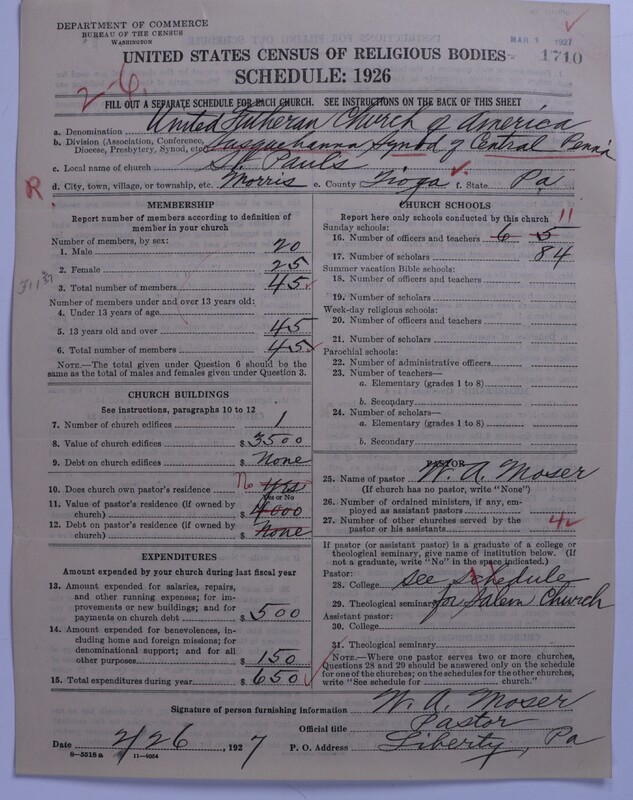 DEPARTMENT OF COMMERCE
BUREAU OF THE CENSUS
WASHINGTON
MAR 1 1927
1710
UNITED STATES CENSUS OF RELIGIOUS BODIES
SCHEDULE: 1926
2-6
FILL OUT A SEPARATE SCHEDULE FOR EACH CHURCH. SEE INSTRUCTIONS ON THE BACK OF THIS SHEET
a. Denomination United Lutheran Church of America
b. Division (Association, Conference, Diocese, Presbytery, Synod, etc. Susquehanna Synod of Central Penna
c. Local name of church St. Pauls
R
d. City, town, village, or township, etc. Morris e. County Tioga f. State Pa
MEMBERSHIP
Report number of members according to definition of
member in your church
Number of members, by sex:
1. Male 20
2. Female 25
3. Total number of members 45
Number of members under and over 13 years old:
4. Under 13 years of age
5. 13 years old and over 45
6. Total number of members 45
NOTE.—The total given under Question 6 should be
the same as the total of males and females given under Question 3.
CHURCH BUILDINGS
See instructions, paragraphs 10 to 12
7. Number of church edifices 1
8. Value of church edifices $ 3500
9. Debt on church edifices $ None
10. Does church own pastor's residence No Yes
Yes or No
11. Value of pastor's residence (if owned by
church) $ 4000
12. Debt on pastor's residence (if owned by
church) $ None
EXPENDITURES
Amount expended by your church during last fiscal year
13. Amount expended for salaries, repairs,
and other running expenses; for im-
provements or new buildings; and for
payments on church debt $ 500
14. Amount expended for benevolences, in-
cluding home and foreign missions; for
denominational support; and for all
other purposes $ 150
15. Total expenditures during year $ 650
CHURCH SCHOOLS
Report here only schools conducted by this church
Sunday schools: 11
16. Number of officers and teachers 6 5
17. Number of scholars 84
Summer vacation Bible schools:
18. Number of officers and teachers
19. Number of scholars
Week-day religious schools:
20. Number of officers and teachers
21. Number of scholars
Parochial schools:
22. Number of administrative officers
23. Number of teachers—
a. Elementary (grades 1 to 8)
b. Secondary
24. Number of scholars—
a. Elementary (grades 1 to 8)
b. Secondary
PASTOR
25. Name of pastor W. A. Moser
(If church has no pastor, write "None")
26. Number of ordained ministers, if any, em-
ployed as assistant pastors
27. Number of other churches served by the
pastor or his assistants 4
If pastor (or assistant pastor) is a graduate of a college or
theological seminary, give name of institution below. (If
not a graduate, write "No" in the space indicated.)
Pastor:
28. College See Schedule
29. Theological seminary for Salem Church
Assistant pastor:
30. College
31. Theological seminary
NOTE.—Where one pastor serves two or more churches,
Questions 28 and 29 should be answered only on the schedule
for one of the churches; on the schedules for the other churches,
write "See schedule for church."
Signature of person furnishing information W. A. Moser
Official title Pastor
Date 2/26, 1927 P. O. Address Liberty, Pa
8—5518 a 11—9054